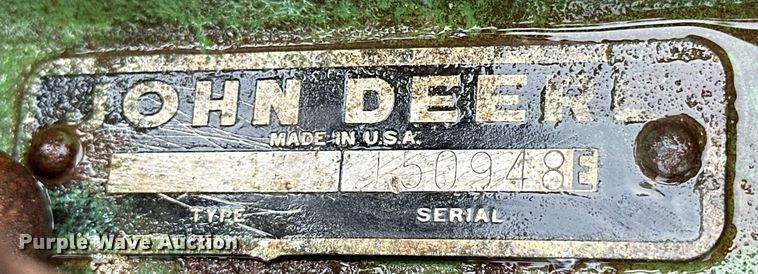 JOHN DEERE
MADE IN U.S.A.
150948E
TYPE SERIAL
Purple Wave Auction